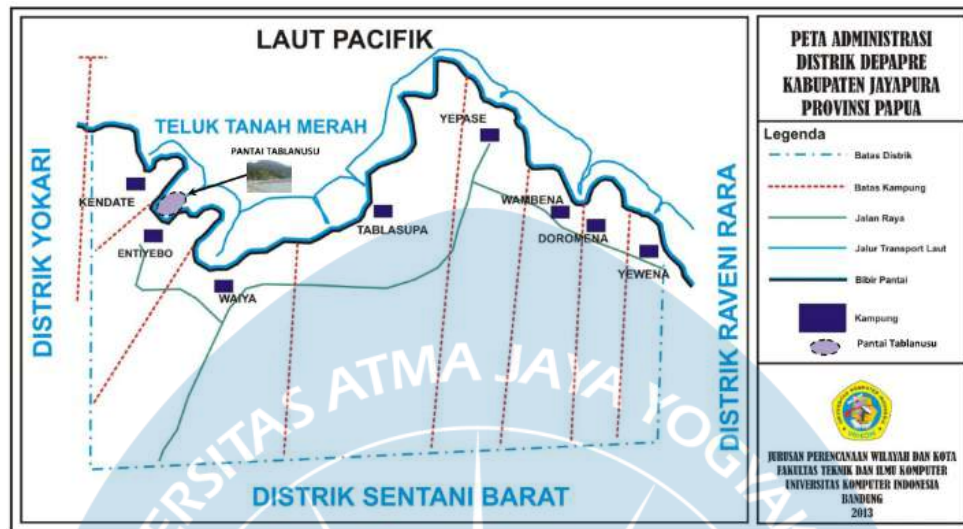 LAUT PACIFIK
TELUK TANAH MERAH
PANTAI TABLANUSU
YEPASE
KENDATE
ENTIYEBO
WAIYA
TABLASUPA
WAMBENA
DOROMENA
YEWENA
DISTRIK YOKARI
DISTRIK RAVENI RARA
DISTRIK SENTANI BARAT
PETA ADMINISTRASI
DISTRIK DEPAPRE
KABUPATEN JAYAPURA
PROVINSI PAPUA
Legenda
Batas Distrik
Batas Kampung
Jalan Raya
Jalur Transport Laut
Bibir Pantai
Kampung
Pantai Tablanusu
JURUSAN PERENCANAAN WILAYAH DAN KOTA
FAKULTAS TEKNIK DAN ILMU KOMPUTER
UNIVERSITAS KOMPUTER INDONESIA
BANDUNG
2013
ERSITAS ATMA JAYA YOGYA